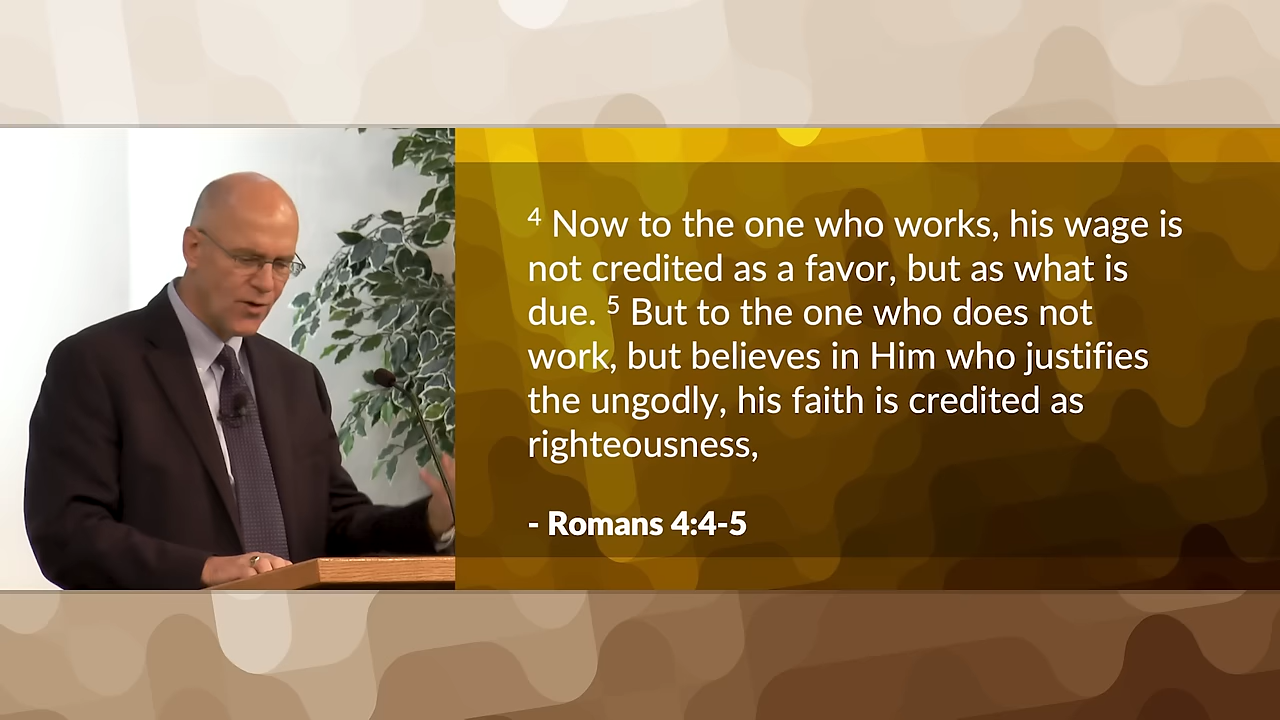 ⁴ Now to the one who works, his wage is
not credited as a favor, but as what is
due. ⁵ But to the one who does not
work, but believes in Him who justifies
the ungodly, his faith is credited as
righteousness,
- Romans 4:4-5